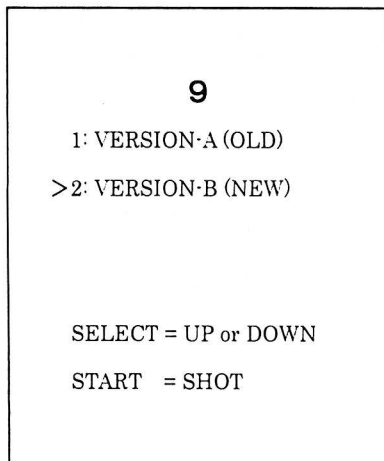 9
1: VERSION-A (OLD)
>2: VERSION-B (NEW)
SELECT = UP or DOWN
START = SHOT